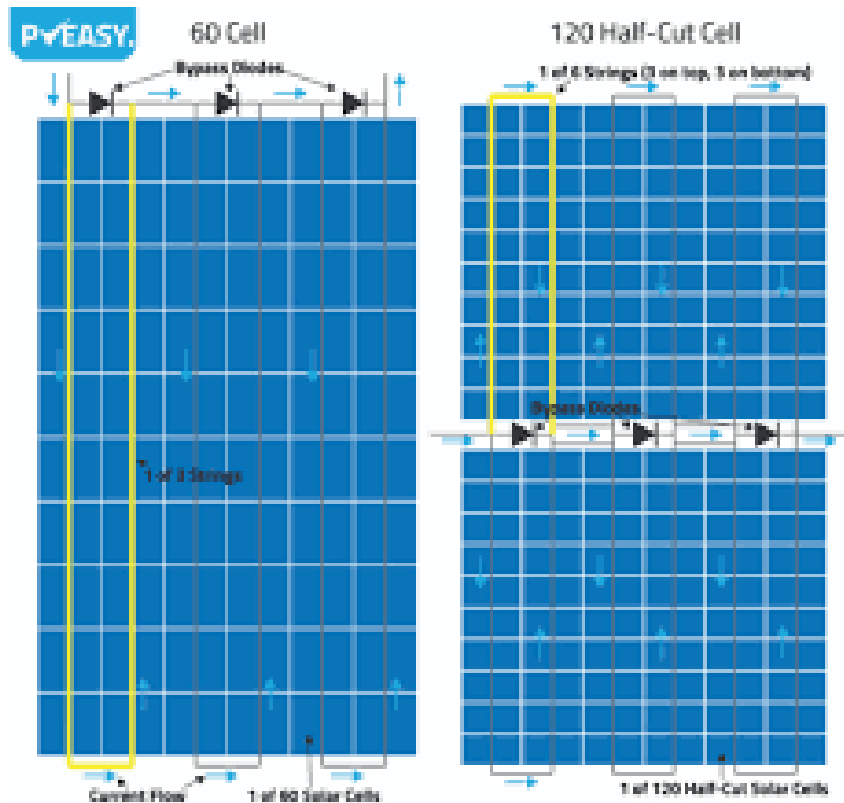 PVEASY.
60 Cell
120 Half-Cut Cell
Bypass Diodes
1 of 6 Strings (3 on top, 3 on bottom)
Bypass Diodes
1 of 3 Strings
Current Flow
1 of 60 Solar Cells
1 of 120 Half-Cut Solar Cells